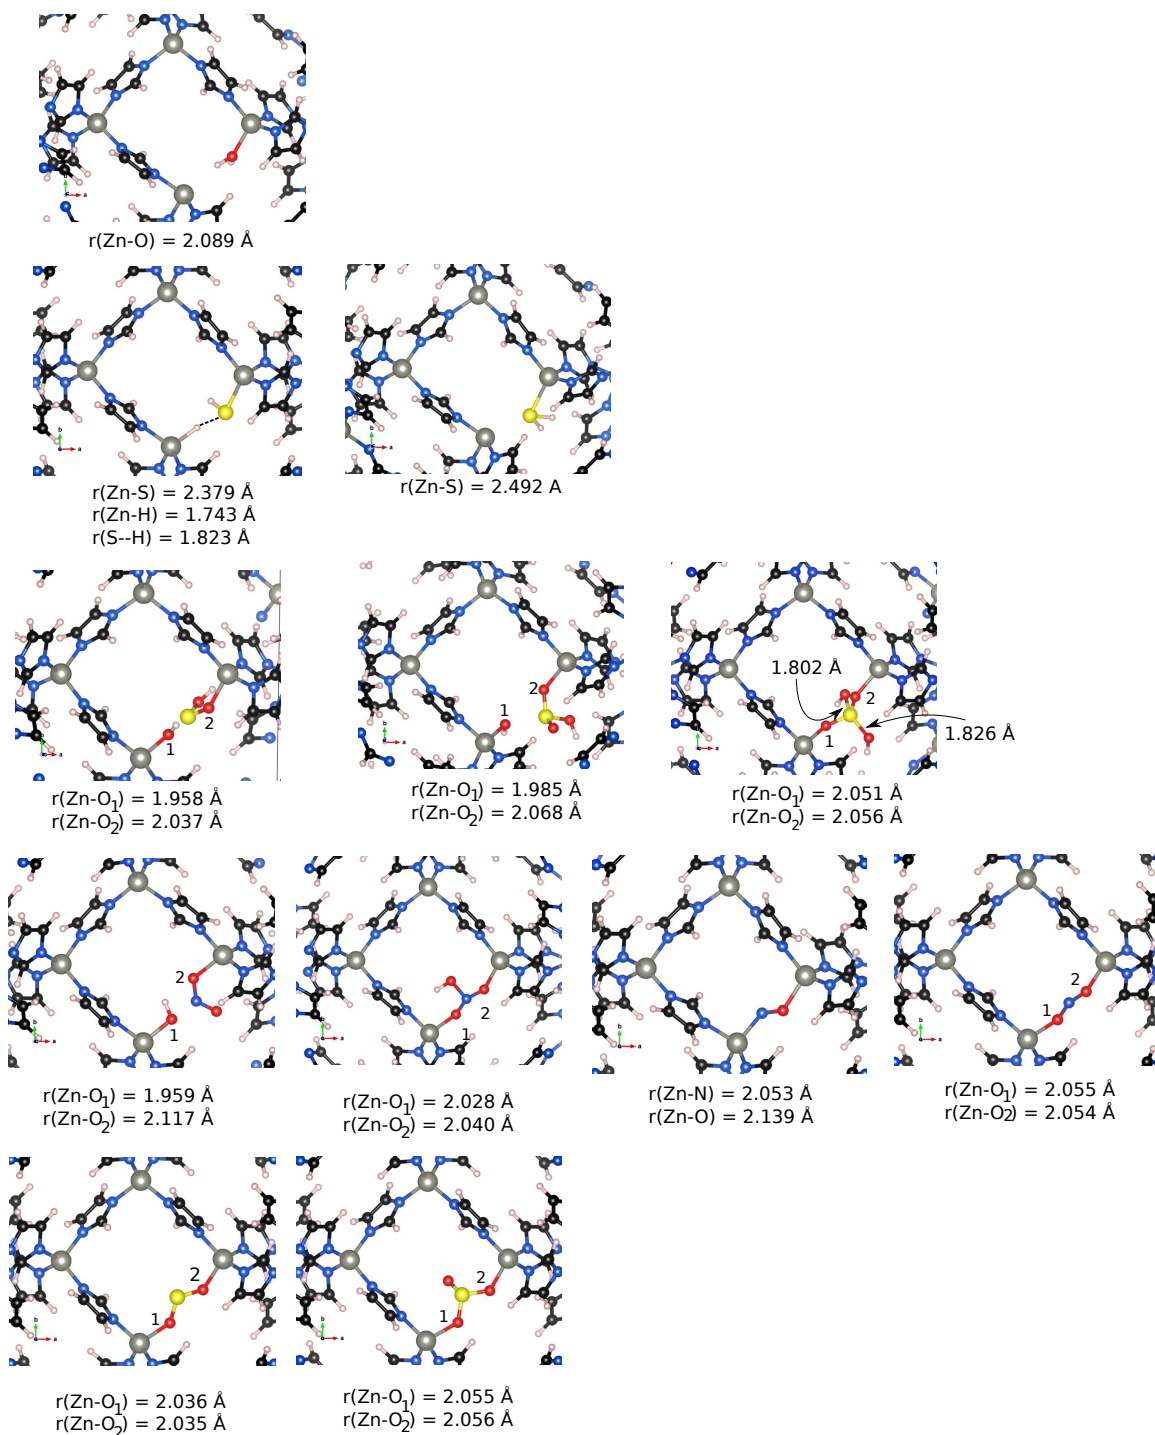 r(Zn-O) = 2.089 Å
r(Zn-S) = 2.379 Å
r(Zn-H) = 1.743 Å
r(S--H) = 1.823 Å
r(Zn-S) = 2.492 A
1
2
r(Zn-O1) = 1.958 Å
r(Zn-O2) = 2.037 Å
1
2
r(Zn-O1) = 1.985 Å
r(Zn-O2) = 2.068 Å
1.802 Å
2
1
1.826 Å
r(Zn-O1) = 2.051 Å
r(Zn-O2) = 2.056 Å
2
1
r(Zn-O1) = 1.959 Å
r(Zn-O2) = 2.117 Å
2
1
r(Zn-O1) = 2.028 Å
r(Zn-O2) = 2.040 Å
r(Zn-N) = 2.053 Å
r(Zn-O) = 2.139 Å
2
1
r(Zn-O1) = 2.055 Å
r(Zn-O2) = 2.054 Å
2
1
r(Zn-O1) = 2.036 Å
r(Zn-O2) = 2.035 Å
2
1
r(Zn-O1) = 2.055 Å
r(Zn-O2) = 2.056 Å